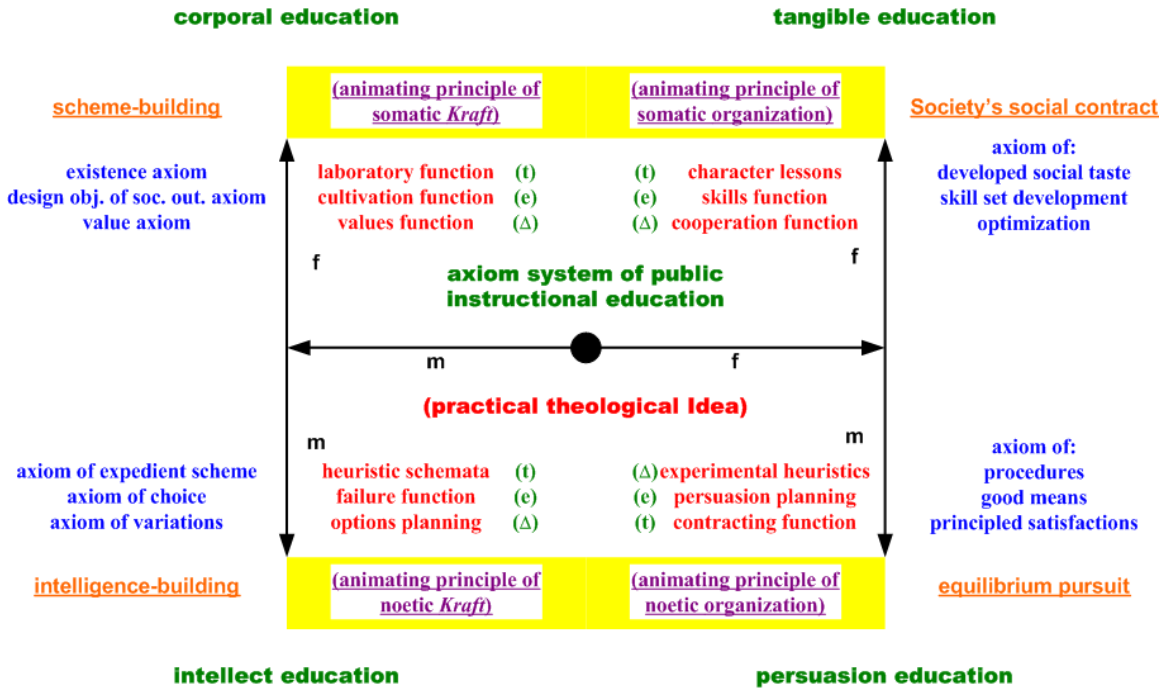 corporal education
tangible education
scheme-building
(animating principle of
somatic Kraft)
(animating principle of
somatic organization)
Society's social contract
existence axiom
design obj. of soc. out. axiom
value axiom
laboratory function (t)
cultivation function (e)
values function (Δ)
(t) character lessons
(e) skills function
(Δ) cooperation function
axiom of:
developed social taste
skill set development
optimization
f
f
axiom system of public
instructional education
m
f
(practical theological Idea)
m
m
axiom of expedient scheme
axiom of choice
axiom of variations
heuristic schemata (t)
failure function (e)
options planning (Δ)
(Δ) experimental heuristics
(e) persuasion planning
(t) contracting function
axiom of:
procedures
good means
principled satisfactions
intelligence-building
(animating principle of
noetic Kraft)
(animating principle of
noetic organization)
equilibrium pursuit
intellect education
persuasion education